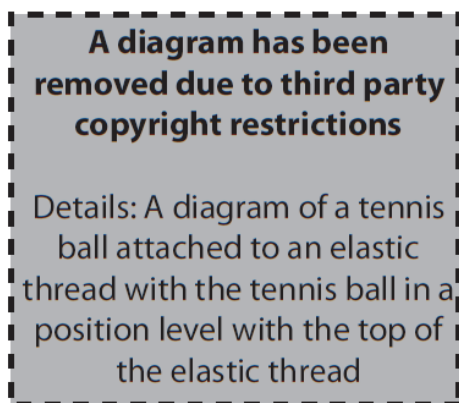 A diagram has been
removed due to third party
copyright restrictions
Details: A diagram of a tennis
ball attached to an elastic
thread with the tennis ball in a
position level with the top of
the elastic thread